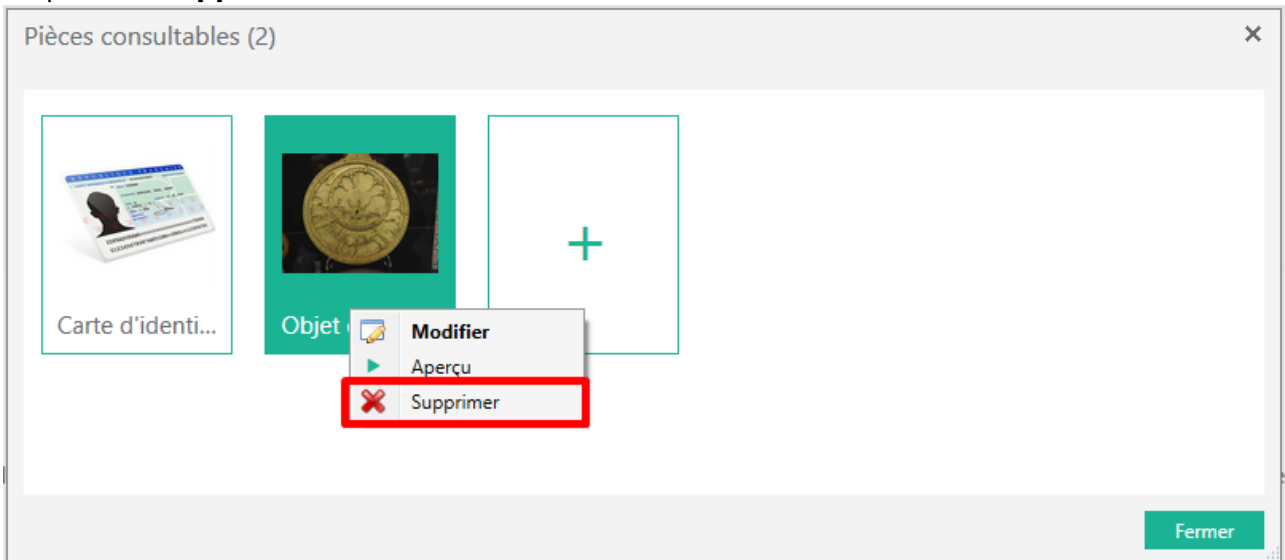 Pièces consultables (2)
Carte d'identi...
Objet
Modifier
Aperçu
Supprimer
Fermer